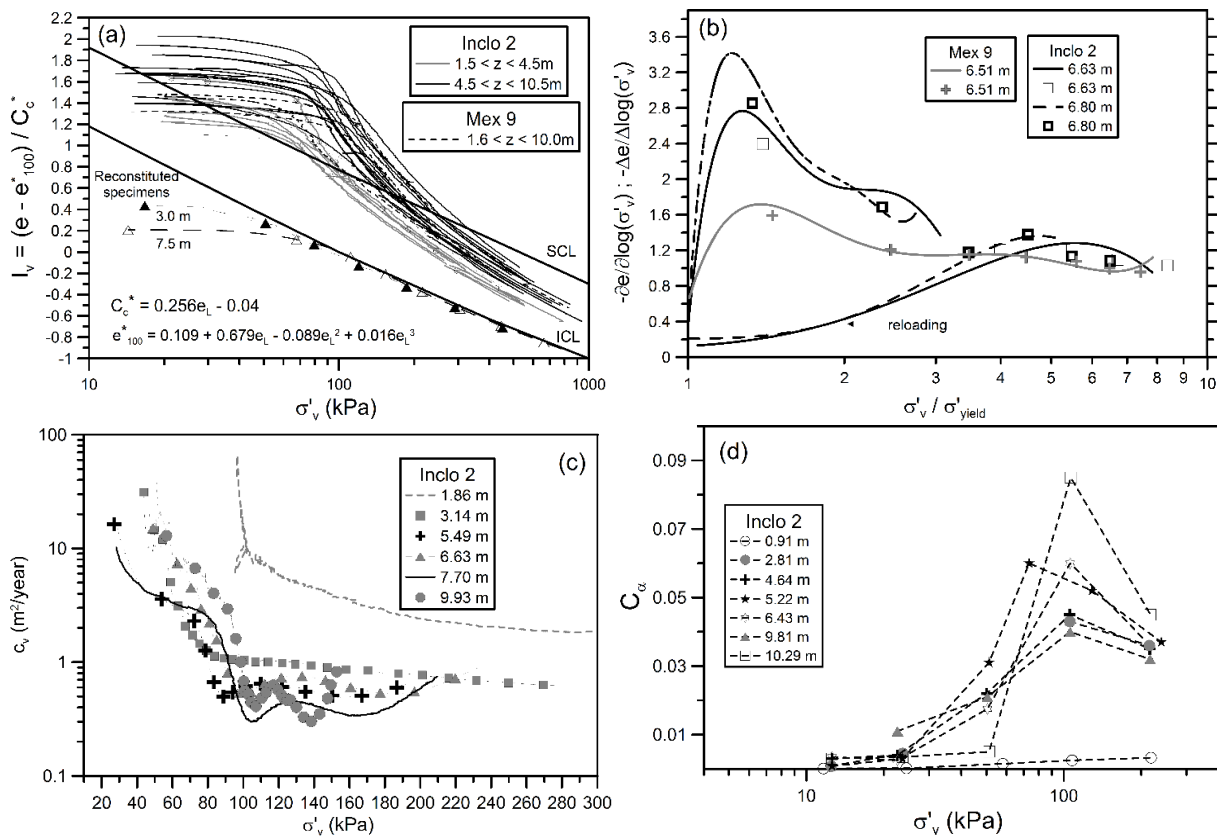 (a)
Inclo 2
1.5 < z < 4.5m
4.5 < z < 10.5m
Mex 9
1.6 < z < 10.0m
Reconstituted
specimens
3.0 m
7.5 m
SCL
ICL
C_c^* = 0.256e_L - 0.04
e^*_100 = 0.109 + 0.679e_L - 0.089e_L^2 + 0.016e_L^3
I_v = (e - e^*_100) / C_c^*
2.2
2
1.8
1.6
1.4
1.2
1
0.8
0.6
0.4
0.2
0
-0.2
-0.4
-0.6
-0.8
-1
10 100 1000
σ'_v (kPa)
(b)
Mex 9
6.51 m
6.51 m
Inclo 2
6.63 m
6.63 m
6.80 m
6.80 m
reloading
-∂e/∂log(σ'_v) ; -Δe/Δlog(σ'_v)
3.6
3.2
2.8
2.4
2
1.6
1.2
0.8
0.4
0
1 2 3 4 5 6 7 8 9 10
σ'_v / σ'_yield
(c)
Inclo 2
1.86 m
3.14 m
5.49 m
6.63 m
7.70 m
9.93 m
c_v (m²/year)
100
10
1
0.1
20 40 60 80 100 120 140 160 180 200 220 240 260 280 300
σ'_v (kPa)
(d)
Inclo 2
0.91 m
2.81 m
4.64 m
5.22 m
6.43 m
9.81 m
10.29 m
C_α
0.09
0.07
0.05
0.03
0.01
10 100
σ'_v (kPa)